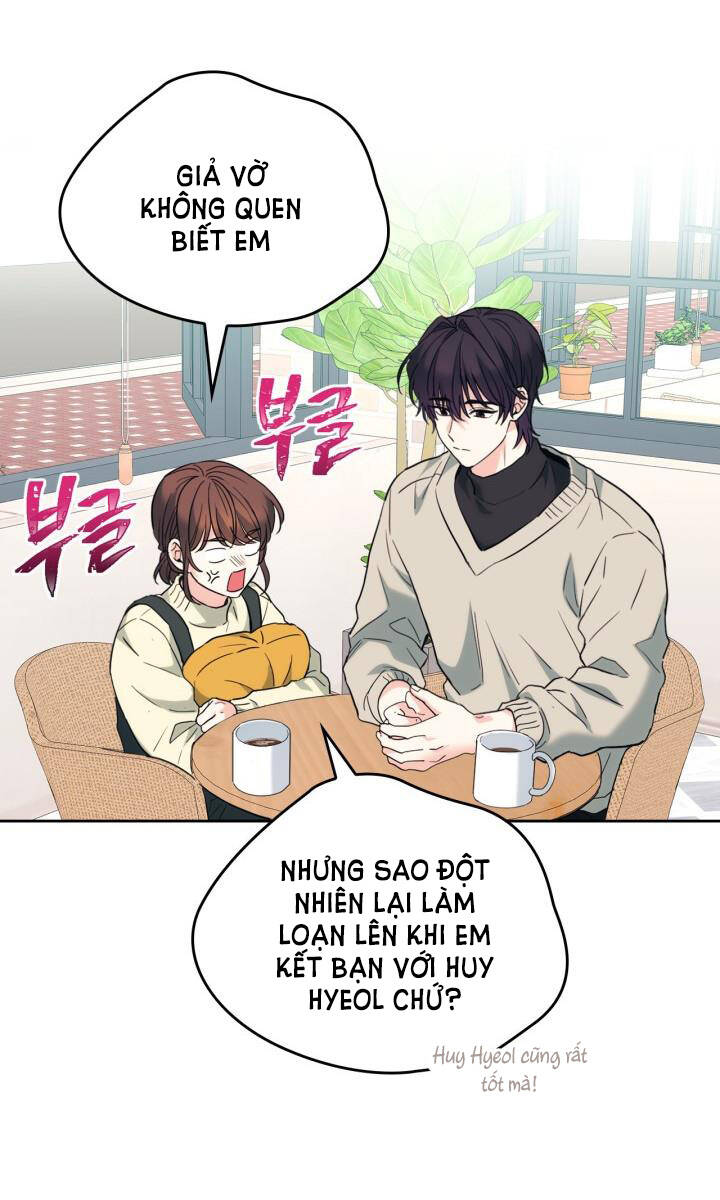 GIẢ VỜ
KHÔNG QUEN
BIẾT EM
부글
부글
NHƯNG SAO ĐỘT
NHIÊN LẠI LÀM
LOẠN LÊN KHI EM
KẾT BẠN VỚI HUY
HYEOL CHỨ?
Huy Hyeol cũng rất
tốt mà!